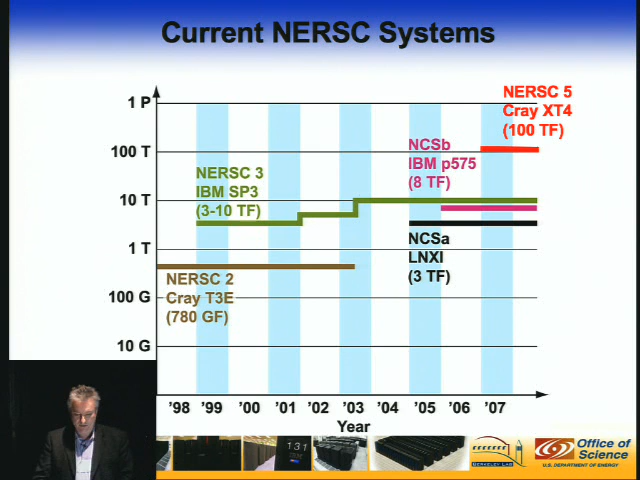 Current NERSC Systems
1 P
100 T
10 T
1 T
100 G
10 G
NERSC 5
Cray XT4
(100 TF)
NCSb
IBM p575
(8 TF)
NERSC 3
IBM SP3
(3-10 TF)
NCSa
LNXI
(3 TF)
NERSC 2
Cray T3E
(780 GF)
'98 '99 '00 '01 '02 '03 '04 '05 '06 '07
Year
BERKELEY LAB
Office of
Science
U.S. DEPARTMENT OF ENERGY